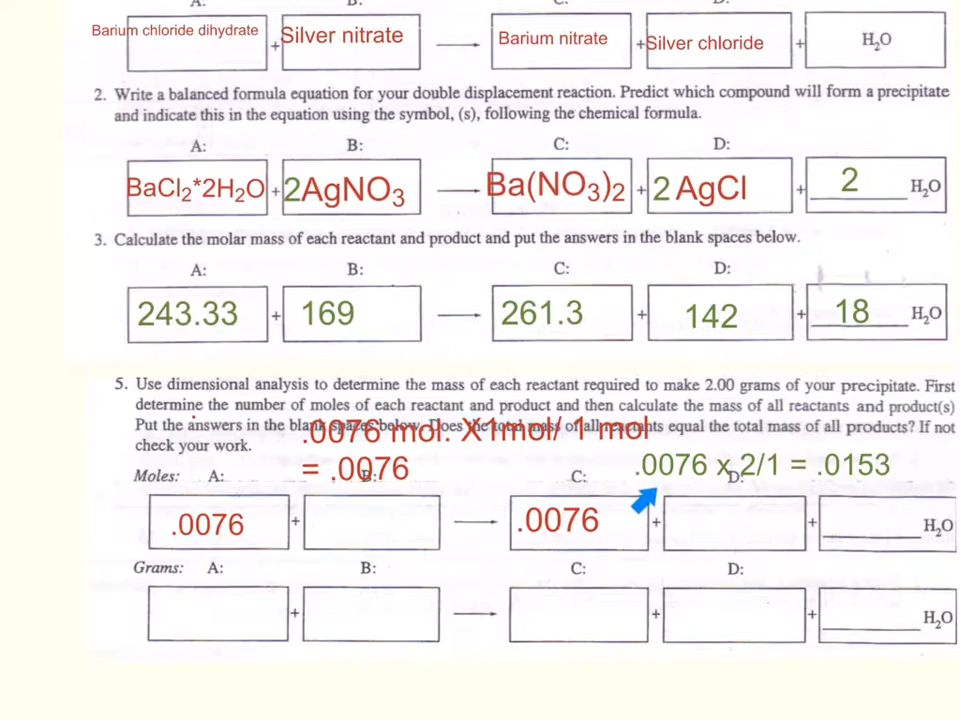 A: B: C: D:
Barium chloride dihydrate + Silver nitrate → Barium nitrate + Silver chloride + H₂O
2. Write a balanced formula equation for your double displacement reaction. Predict which compound will form a precipitate
and indicate this in the equation using the symbol, (s), following the chemical formula.
A: B: C: D:
BaCl₂*2H₂O + 2AgNO₃ → Ba(NO₃)2 + 2 AgCl + 2 H₂O
3. Calculate the molar mass of each reactant and product and put the answers in the blank spaces below.
A: B: C: D:
243.33 + 169 → 261.3 + 142 + 18 H₂O
5. Use dimensional analysis to determine the mass of each reactant required to make 2.00 grams of your precipitate. First
determine the number of moles of each reactant and product and then calculate the mass of all reactants and product(s)
Put the answers in the blank spaces below. Does the total mass of all reactants equal the total mass of all products? If not
.0076 mol. X1mol/ 1 mol
check your work.
= .0076
.0076 x 2/1 = .0153
Moles: A: B: C: D:
.0076 + → .0076 + + H₂O
Grams: A: B: C: D:
+ → + + H₂O